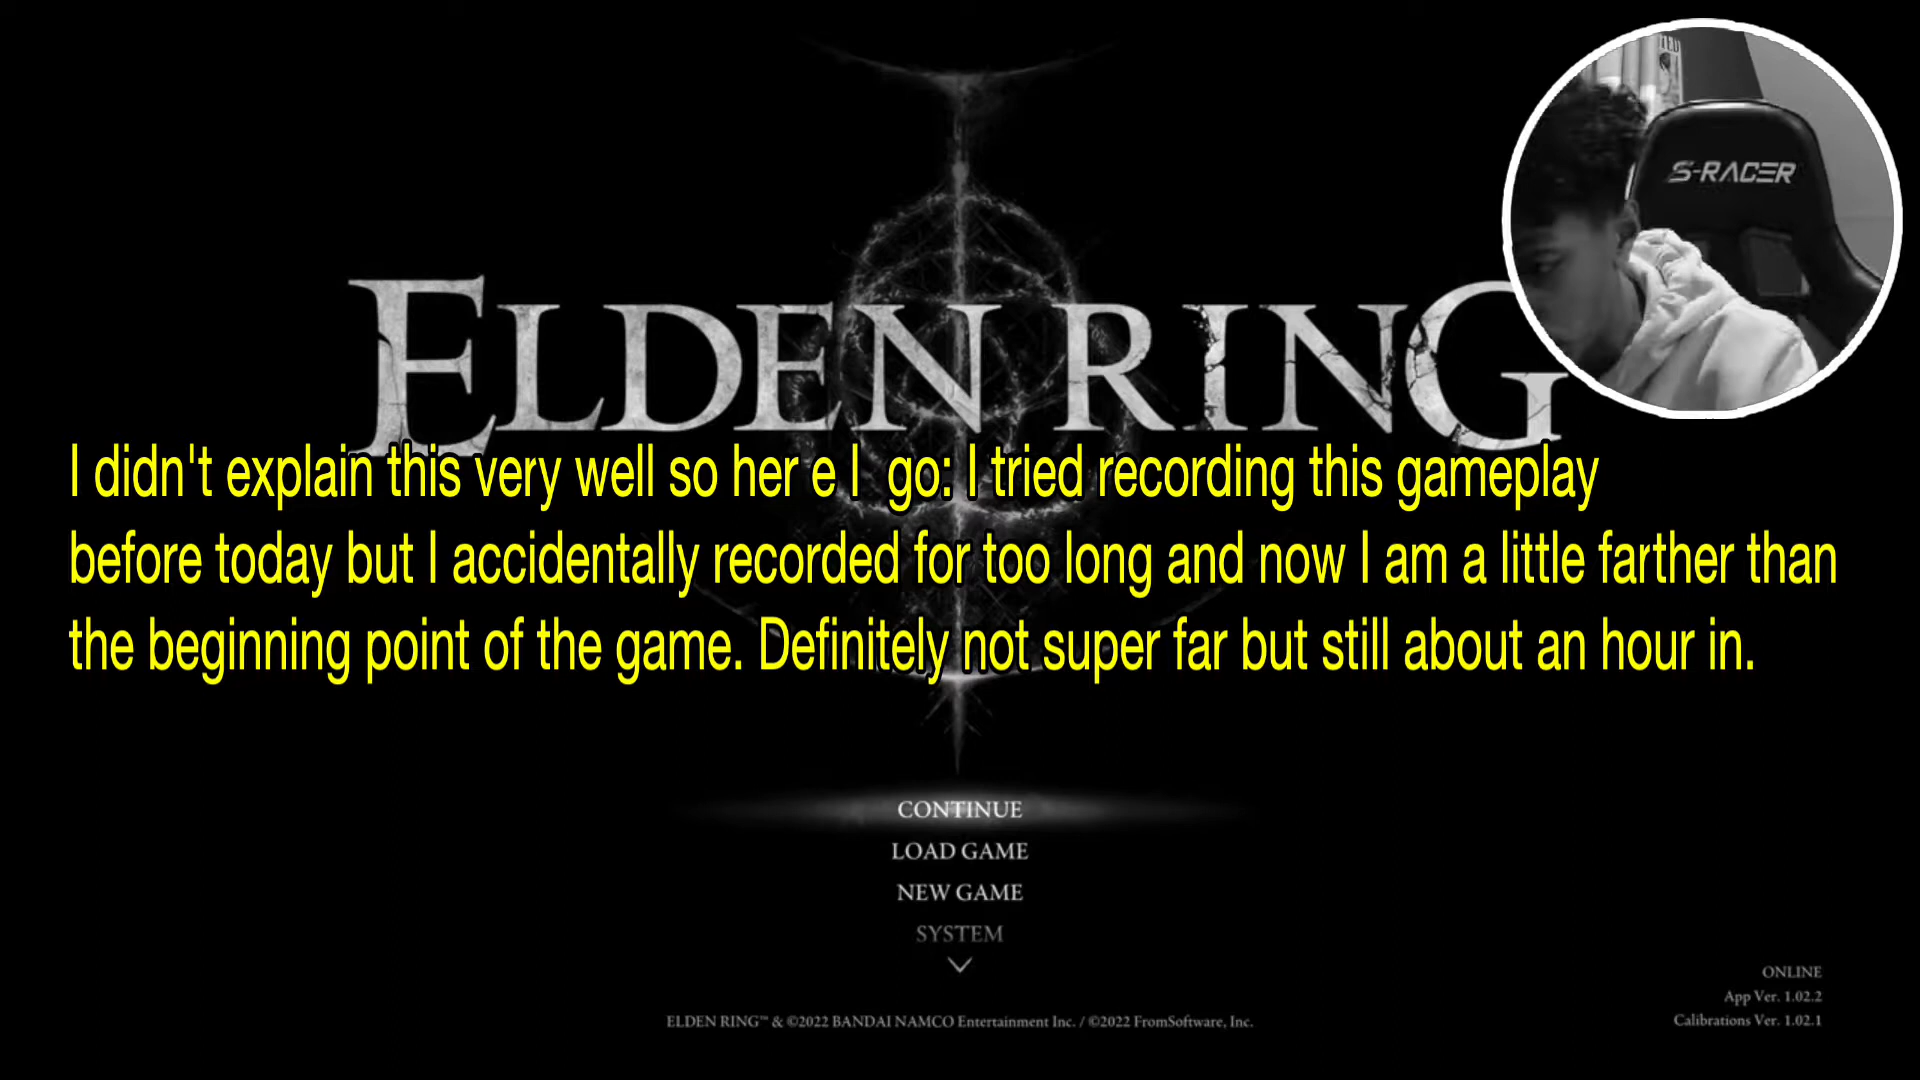 S-RACER
ELDEN RING
I didn't explain this very well so her e I  go: I tried recording this gameplay
before today but I accidentally recorded for too long and now I am a little farther than
the beginning point of the game. Definitely not super far but still about an hour in.
CONTINUE
LOAD GAME
NEW GAME
SYSTEM
ONLINE
App Ver. 1.02.2
Calibrations Ver. 1.02.1
ELDEN RING™ & ©2022 BANDAI NAMCO Entertainment Inc. / ©2022 FromSoftware, Inc.